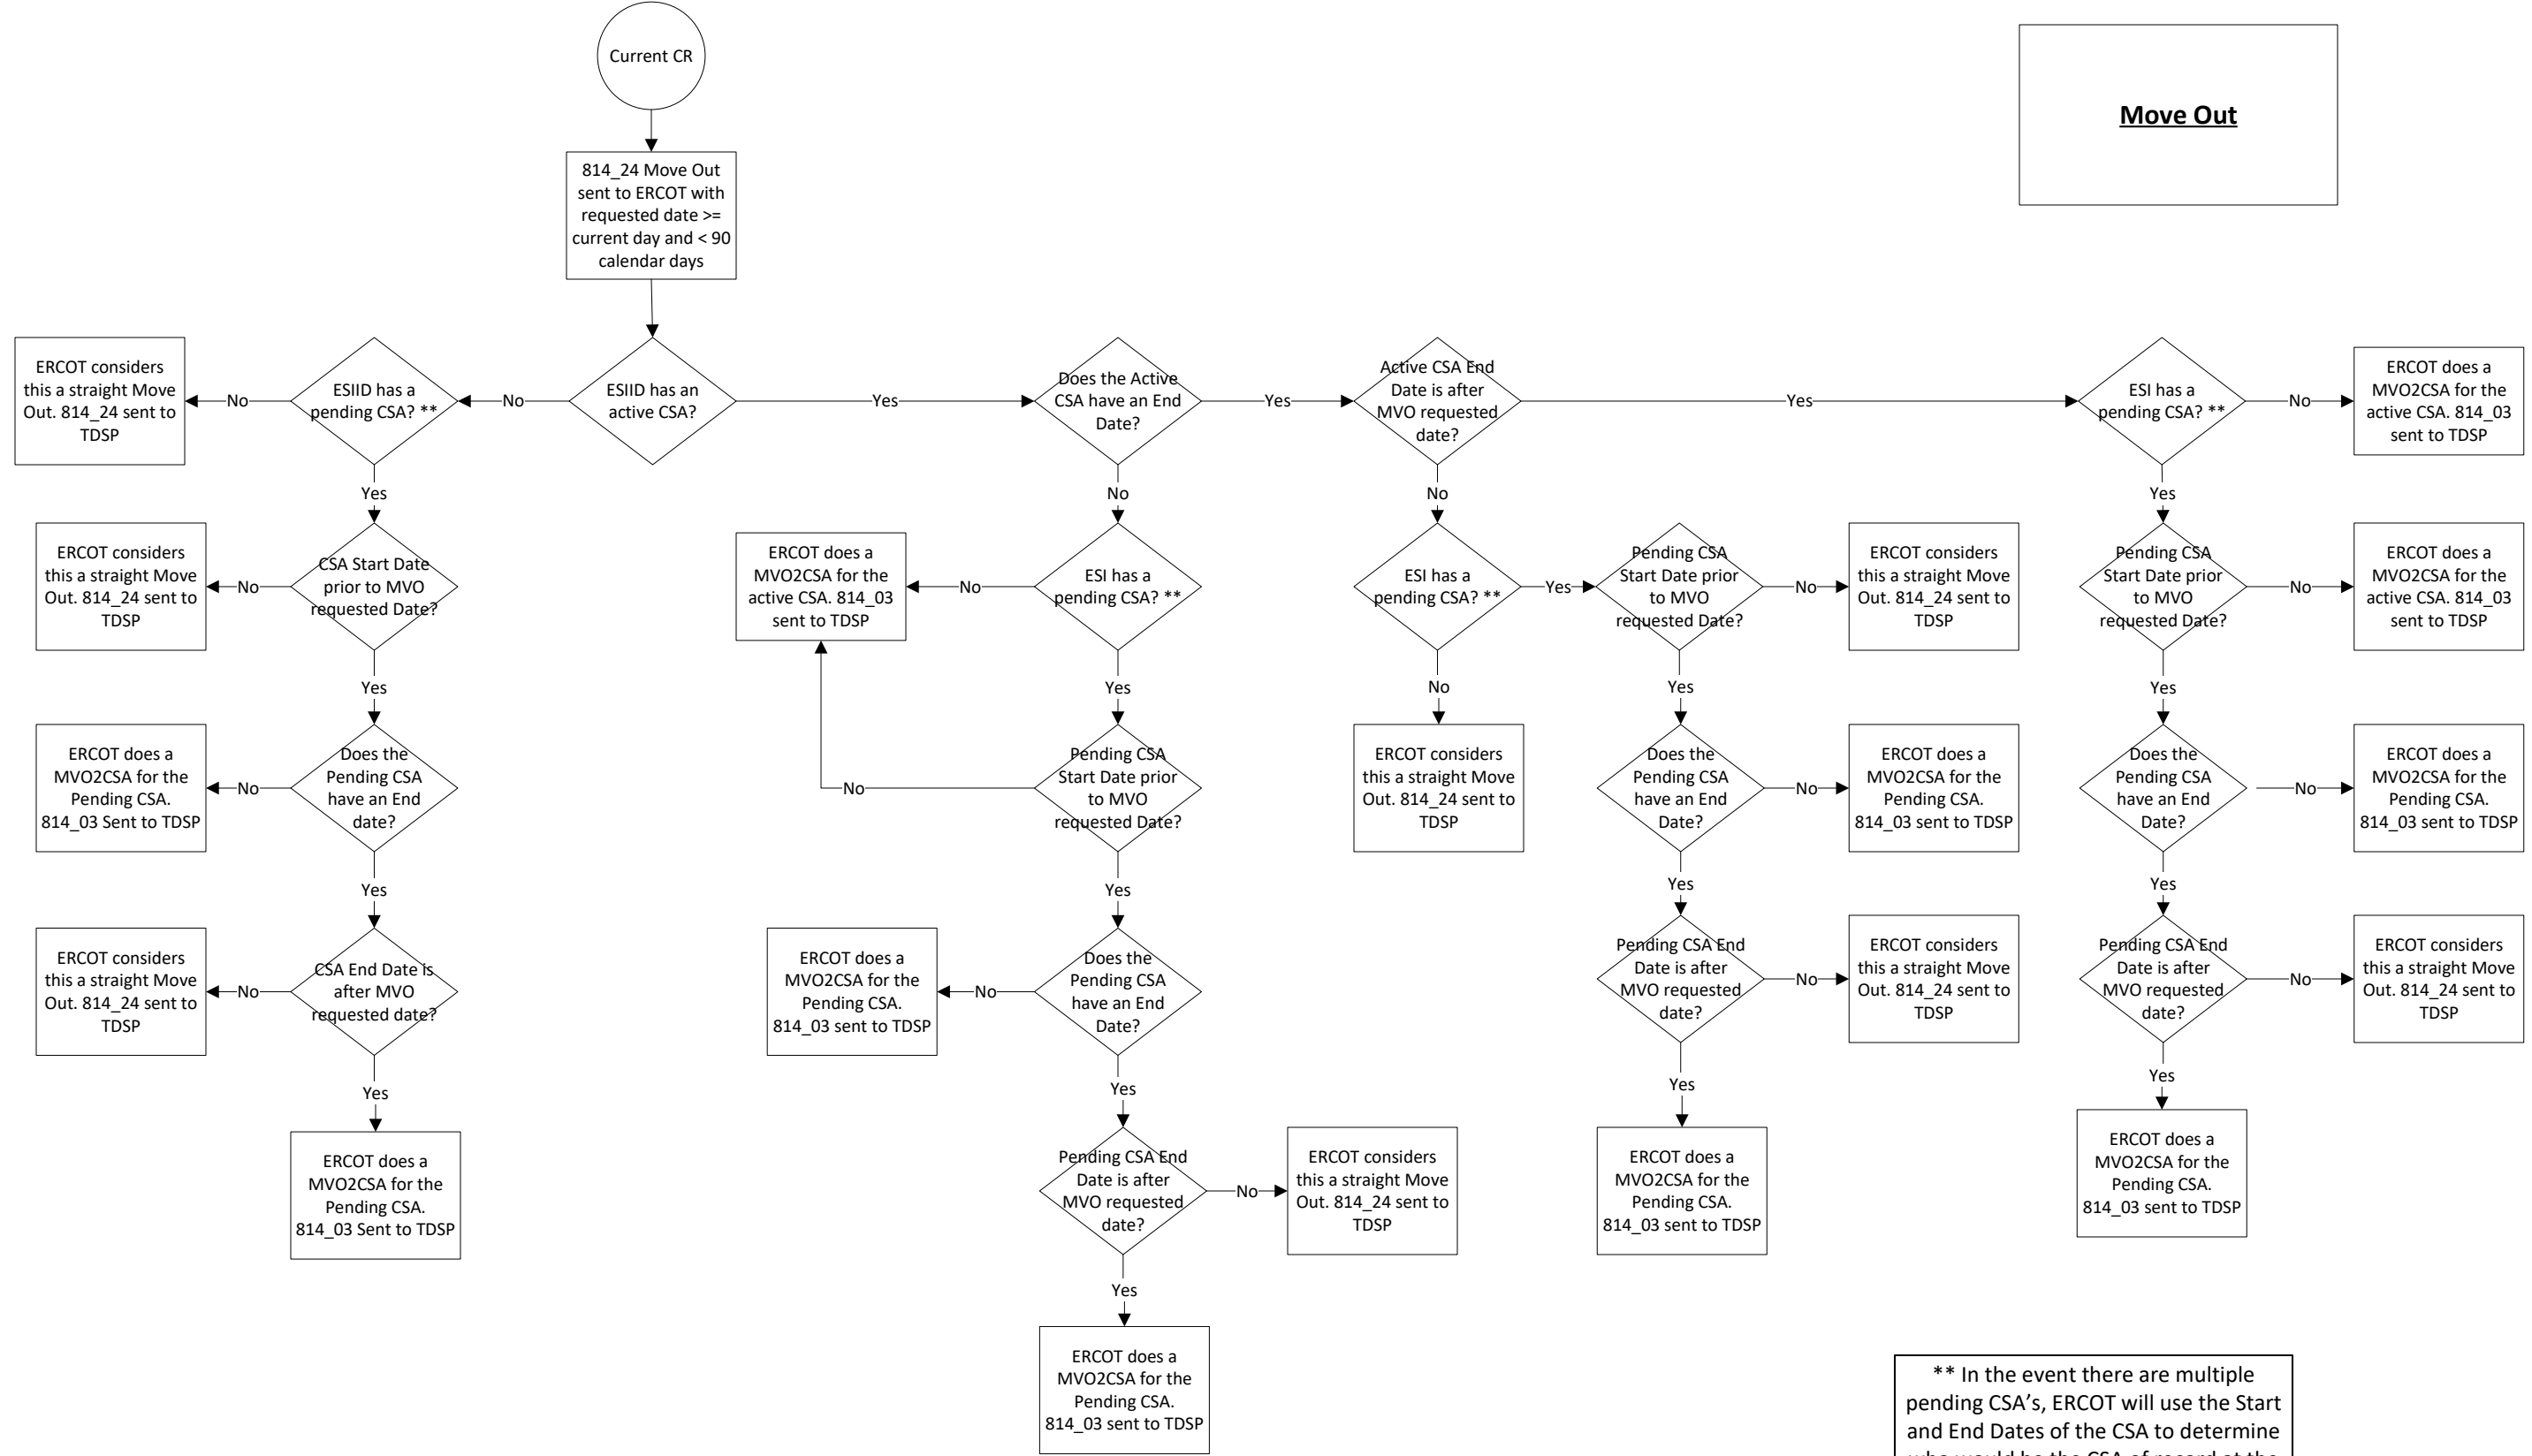 Current CR
Move Out
814_24 Move Out
sent to ERCOT with
requested date >=
current day and < 90
calendar days
ERCOT considers
this a straight Move
Out. 814_24 sent to
TDSP
No
ESIID has a
pending CSA? **
No
ESIID has an
active CSA?
Yes
Does the Active
CSA have an End
Date?
Yes
Active CSA End
Date is after
MVO requested
date?
Yes
ESI has a
pending CSA? **
No
ERCOT does a
MVO2CSA for the
active CSA. 814_03
sent to TDSP
Yes
No
No
Yes
ERCOT considers
this a straight Move
Out. 814_24 sent to
TDSP
No
CSA Start Date
prior to MVO
requested Date?
ERCOT does a
MVO2CSA for the
active CSA. 814_03
sent to TDSP
No
ESI has a
pending CSA? **
ESI has a
pending CSA? **
Yes
Pending CSA
Start Date prior
to MVO
requested Date?
No
ERCOT considers
this a straight Move
Out. 814_24 sent to
TDSP
Pending CSA
Start Date prior
to MVO
requested Date?
No
ERCOT does a
MVO2CSA for the
active CSA. 814_03
sent to TDSP
Yes
Yes
No
Yes
Yes
ERCOT does a
MVO2CSA for the
Pending CSA.
814_03 Sent to TDSP
No
Does the
Pending CSA
have an End
date?
No
Pending CSA
Start Date prior
to MVO
requested Date?
ERCOT considers
this a straight Move
Out. 814_24 sent to
TDSP
Does the
Pending CSA
have an End
Date?
No
ERCOT does a
MVO2CSA for the
Pending CSA.
814_03 sent to TDSP
Does the
Pending CSA
have an End
Date?
No
ERCOT does a
MVO2CSA for the
Pending CSA.
814_03 sent to TDSP
Yes
Yes
Yes
Yes
ERCOT considers
this a straight Move
Out. 814_24 sent to
TDSP
No
CSA End Date is
after MVO
requested date?
ERCOT does a
MVO2CSA for the
Pending CSA.
814_03 sent to TDSP
No
Does the
Pending CSA
have an End
Date?
Pending CSA End
Date is after
MVO requested
date?
No
ERCOT considers
this a straight Move
Out. 814_24 sent to
TDSP
Pending CSA End
Date is after
MVO requested
date?
No
ERCOT considers
this a straight Move
Out. 814_24 sent to
TDSP
Yes
Yes
Yes
Yes
ERCOT does a
MVO2CSA for the
Pending CSA.
814_03 Sent to TDSP
Pending CSA End
Date is after
MVO requested
date?
No
ERCOT considers
this a straight Move
Out. 814_24 sent to
TDSP
ERCOT does a
MVO2CSA for the
Pending CSA.
814_03 sent to TDSP
ERCOT does a
MVO2CSA for the
Pending CSA.
814_03 sent to TDSP
Yes
ERCOT does a
MVO2CSA for the
Pending CSA.
814_03 sent to TDSP
** In the event there are multiple
pending CSA's, ERCOT will use the Start
and End Dates of the CSA to determine
who would be the CSA of record at the